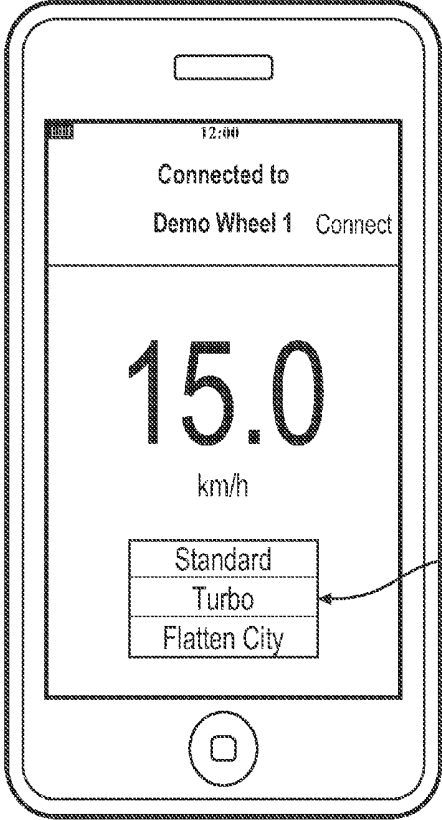 12:00
Connected to
Demo Wheel 1 Connect
15.0
km/h
Standard
Turbo
Flatten City